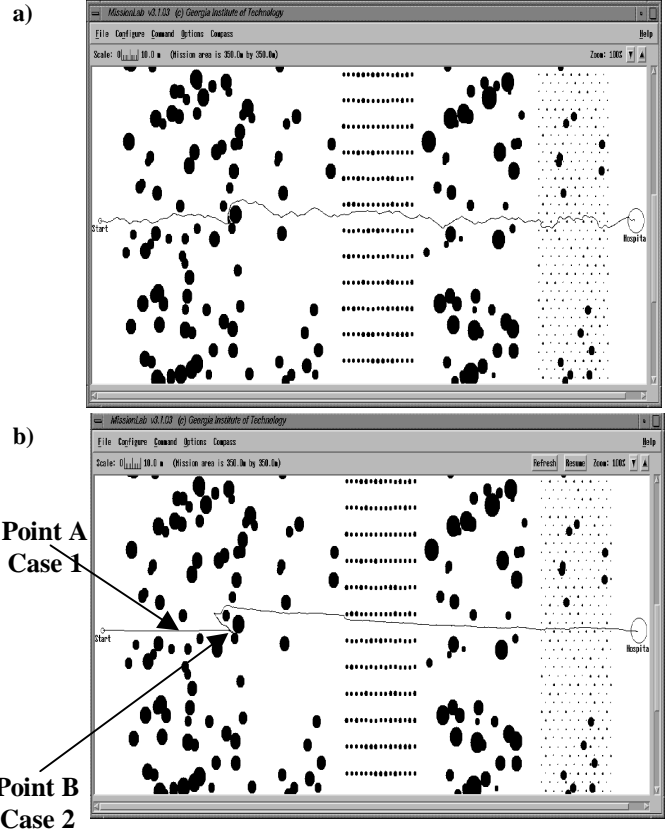 a)
MissionLab v3.1.03 (c) Georgia Institute of Technology
File Configure Command Options Compass Help
Scale: 0 10.0 m (Mission area is 350.0m by 350.0m) Zoom: 100%
Start
Hospita
b)
MissionLab v3.1.03 (c) Georgia Institute of Technology
File Configure Command Options Compass Help
Scale: 0 10.0 m (Mission area is 350.0m by 350.0m) Refresh Resume Zoom: 100%
Point A
Case 1
Start
Hospita
Point B
Case 2